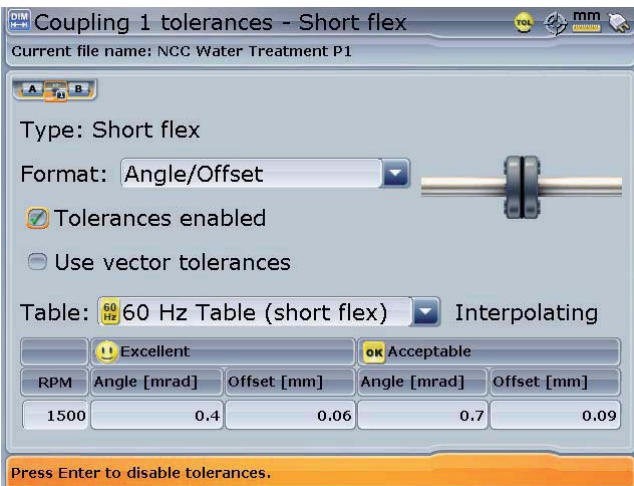 DIM Coupling 1 tolerances - Short flex TOL mm
Current file name: NCC Water Treatment P1
A B
Type: Short flex
Format: Angle/Offset
Tolerances enabled
Use vector tolerances
Table: 60 Hz 60 Hz Table (short flex) Interpolating
Excellent OK Acceptable
RPM Angle [mrad] Offset [mm] Angle [mrad] Offset [mm]
1500 0.4 0.06 0.7 0.09
Press Enter to disable tolerances.